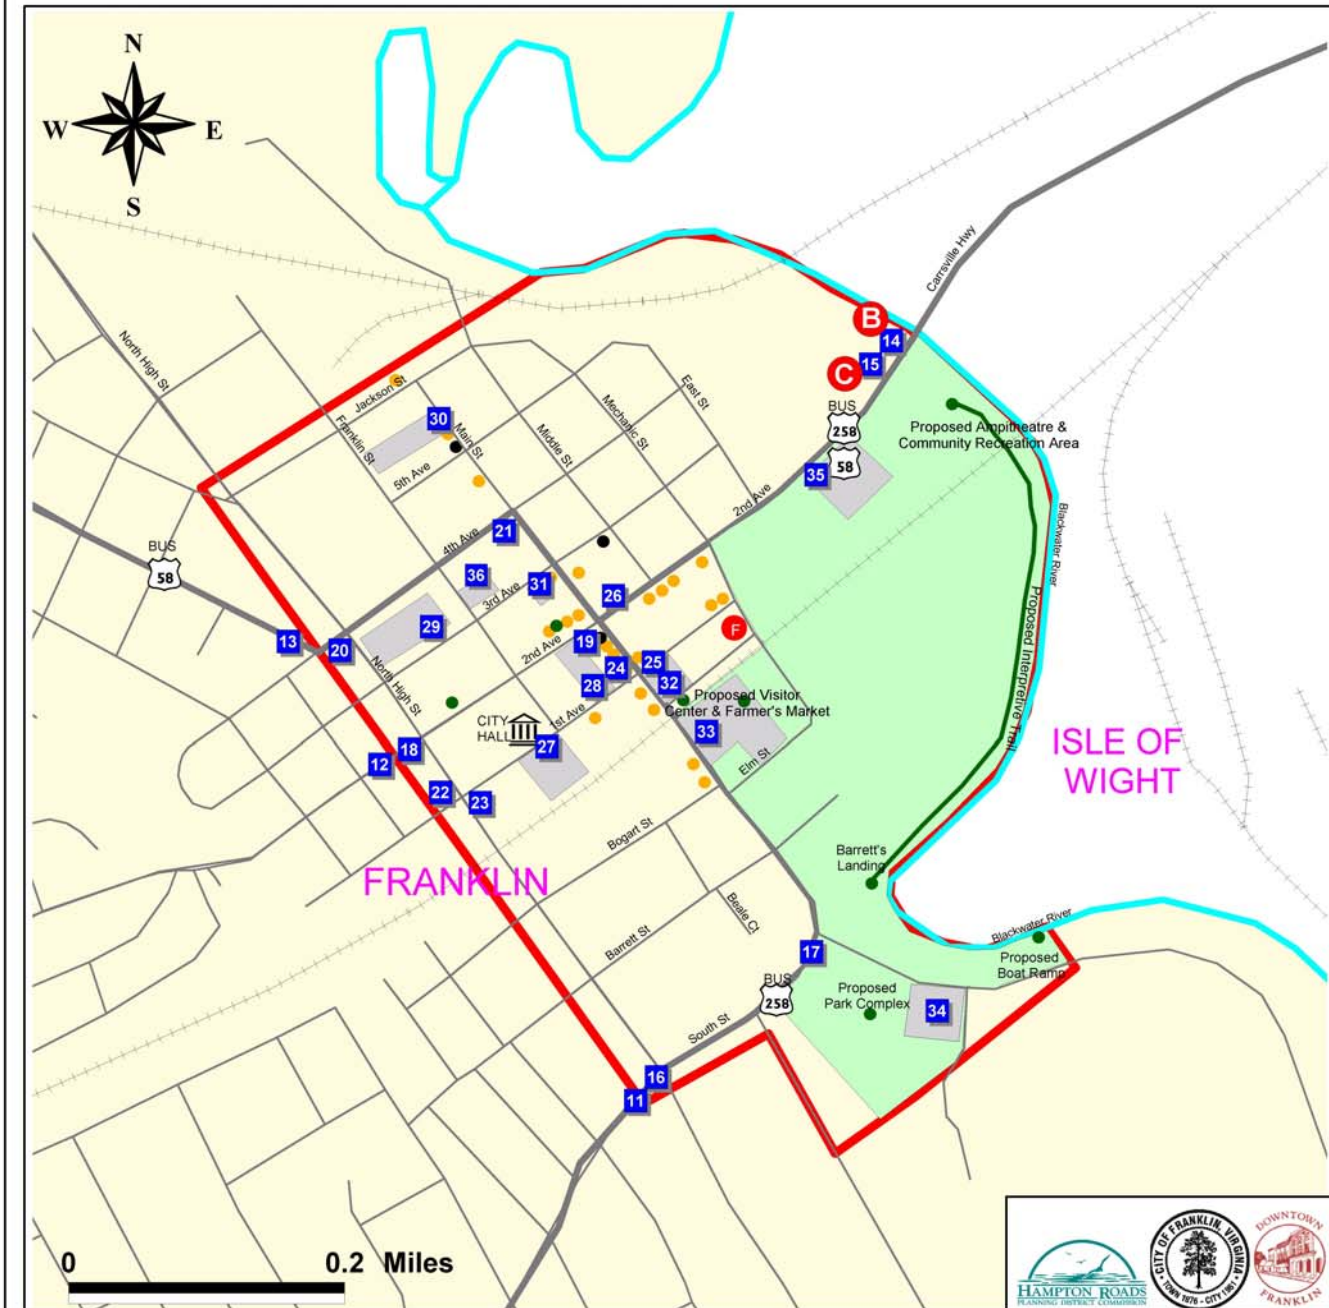 N
W E
S
Carrsville Hwy
North High St
B
14
15
C
Jackson St
East St
BUS
258
58
Proposed Ampitheatre &
Community Recreation Area
30
Franklin St
Main St
Middle St
Mechanic St
5th Ave
35
2nd Ave
Blackwater River
21
4th Ave
BUS
58
36
31
3rd Ave
26
Proposed Interpretive Trail
29
F
13
20
19
2nd Ave
24
25
North High St
28
32
Proposed Visitor
Center & Farmer's Market
CITY
HALL
1st Ave
33
ISLE OF
WIGHT
18
27
12
Elm St
22
23
Bogart St
Barrett's
Landing
FRANKLIN
Beale Ct
Barrett St
Blackwater River
17
Proposed
Boat Ramp
BUS
258
Proposed
Park Complex
34
South St
16
11
0 0.2 Miles
HAMPTON ROADS
PLANNING DISTRICT COMMISSION
CITY OF FRANKLIN, VIRGINIA
TOWN 1876 - CITY 1961
DOWNTOWN
FRANKLIN